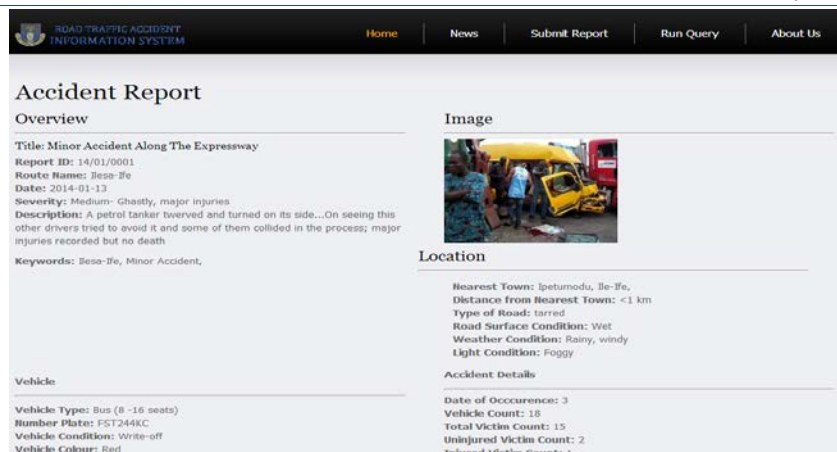 ROAD TRAFFIC ACCIDENT
INFORMATION SYSTEM
Home
News
Submit Report
Run Query
About Us
Accident Report
Overview
Title: Minor Accident Along The Expressway
Report ID: 14/01/0001
Route Name: Ilesa-Ife
Date: 2014-01-13
Severity: Medium- Ghastly, major injuries
Description: A petrol tanker twerved and turned on its side...On seeing this
other drivers tried to avoid it and some of them collided in the process; major
injuries recorded but no death
Keywords: Ilesa-Ife, Minor Accident,
Vehicle
Vehicle Type: Bus (8 -16 seats)
Number Plate: FST244KC
Vehicle Condition: Write-off
Vehicle Colour: Red
Image
Location
Nearest Town: Ipetumodu, Ile-Ife,
Distance from Nearest Town: <1 km
Type of Road: tarred
Road Surface Condition: Wet
Weather Condition: Rainy, windy
Light Condition: Foggy
Accident Details
Date of Occcurence: 3
Vehicle Count: 18
Total Victim Count: 15
Uninjured Victim Count: 2
Injured Victim Count: